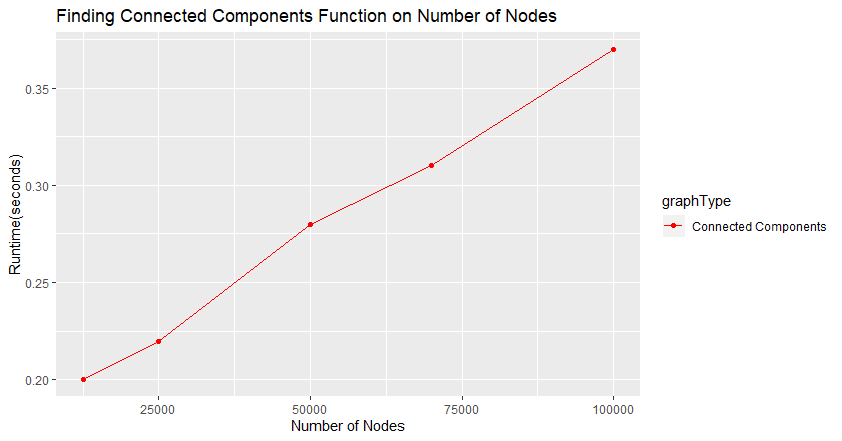 Finding Connected Components Function on Number of Nodes
Runtime(seconds)
0.35
0.30
0.25
0.20
25000
50000
75000
100000
Number of Nodes
graphType
Connected Components